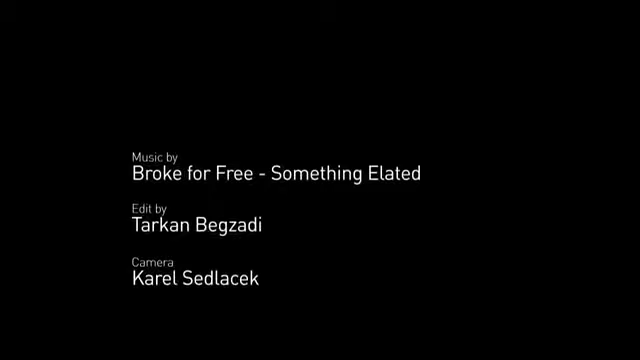 Music by
Broke for Free - Something Elated
Edit by
Tarkan Begzadi
Camera
Karel Sedlacek